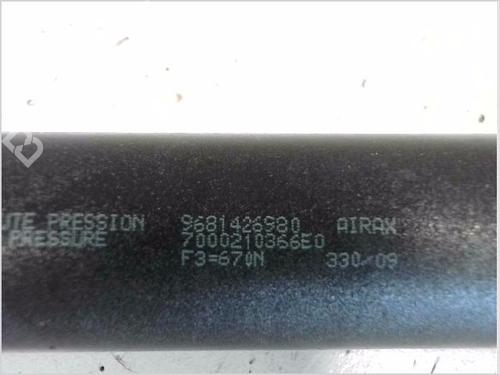 UTE PRESSION 9681426980 AIRAX
PRESSURE 7000210366E0
F3=670N 330/09